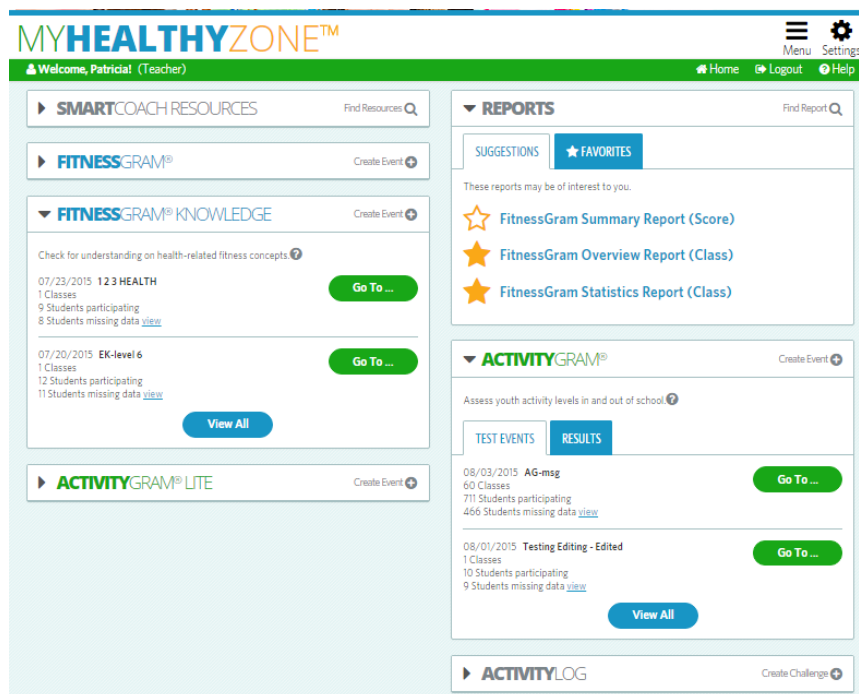 MYHEALTHYZONE™
Menu Settings
Welcome, Patricia! (Teacher)
Home Logout Help
SMARTCOACH RESOURCES Find Resources
FITNESSGRAM® Create Event
FITNESSGRAM® KNOWLEDGE Create Event
Check for understanding on health-related fitness concepts.
07/23/2015 1 2 3 HEALTH
1 Classes
9 Students participating
8 Students missing data view
Go To ...
07/20/2015 EK-level 6
1 Classes
12 Students participating
11 Students missing data view
Go To ...
View All
ACTIVITYGRAM® LITE Create Event
REPORTS Find Report
SUGGESTIONS FAVORITES
These reports may be of interest to you.
FitnessGram Summary Report (Score)
FitnessGram Overview Report (Class)
FitnessGram Statistics Report (Class)
ACTIVITYGRAM® Create Event
Assess youth activity levels in and out of school.
TEST EVENTS RESULTS
08/03/2015 AG-msg
60 Classes
711 Students participating
466 Students missing data view
Go To ...
08/01/2015 Testing Editing - Edited
1 Classes
10 Students participating
9 Students missing data view
Go To ...
View All
ACTIVITYLOG Create Challenge